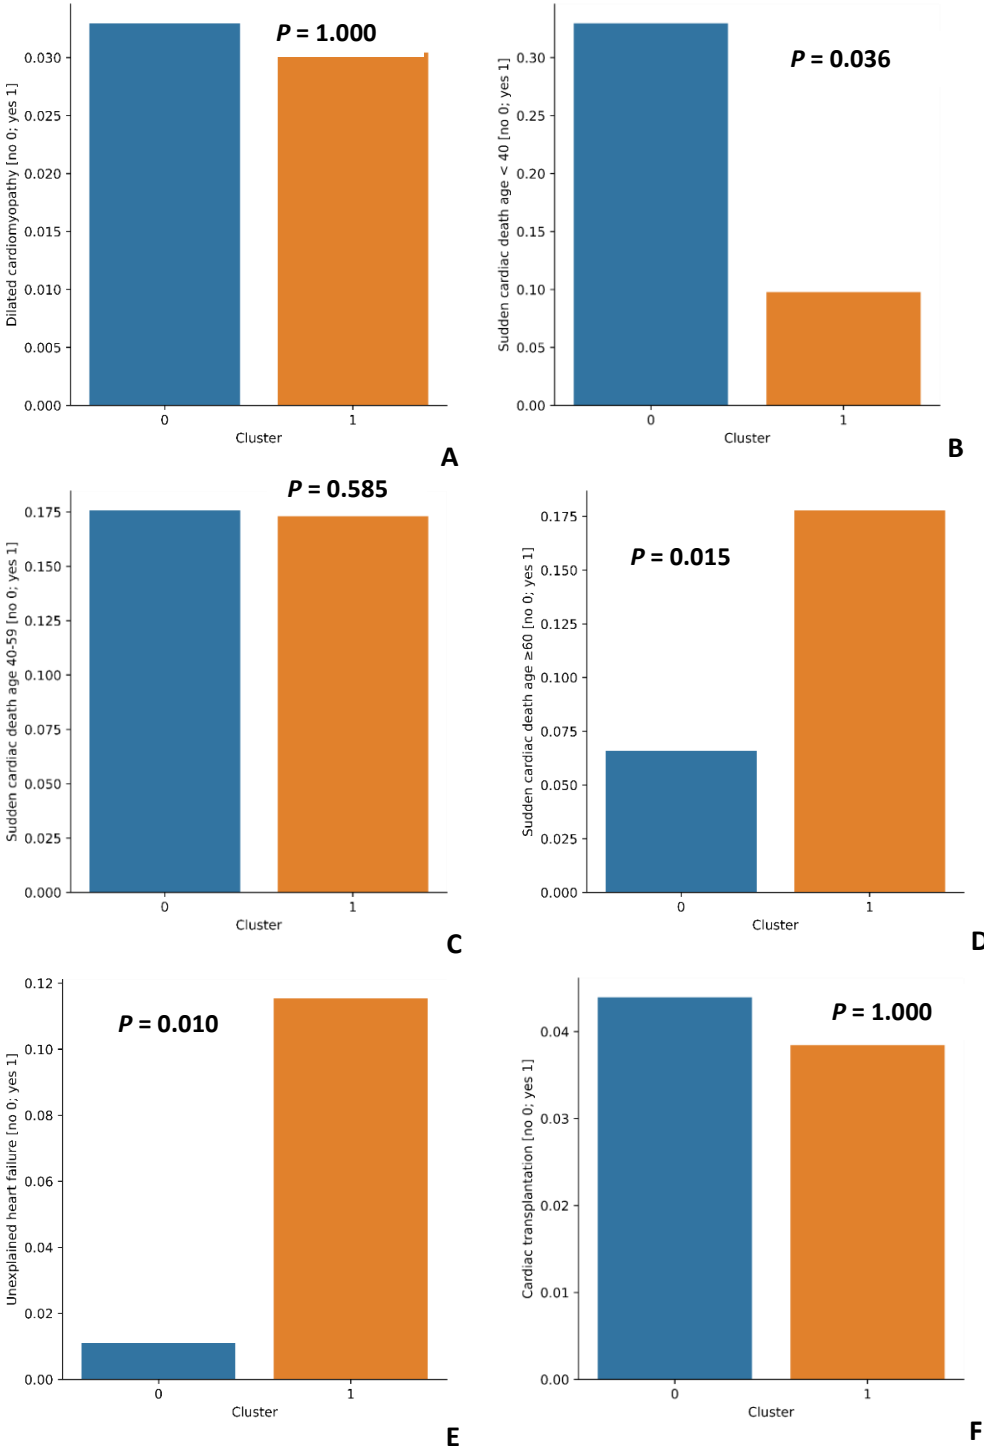 P = 1.000
Dilated cardiomyopathy [no 0; yes 1]
0.030
0.025
0.020
0.015
0.010
0.005
0.000
0
1
Cluster
A
P = 0.036
Sudden cardiac death age < 40 [no 0; yes 1]
0.30
0.25
0.20
0.15
0.10
0.05
0.00
0
1
Cluster
B
P = 0.585
Sudden cardiac death age 40-59 [no 0; yes 1]
0.175
0.150
0.125
0.100
0.075
0.050
0.025
0.000
0
1
Cluster
C
P = 0.015
Sudden cardiac death age ≥60 [no 0; yes 1]
0.175
0.150
0.125
0.100
0.075
0.050
0.025
0.000
0
1
Cluster
D
P = 0.010
Unexplained heart failure [no 0; yes 1]
0.12
0.10
0.08
0.06
0.04
0.02
0.00
0
1
Cluster
E
P = 1.000
Cardiac transplantation [no 0; yes 1]
0.04
0.03
0.02
0.01
0.00
0
1
Cluster
F